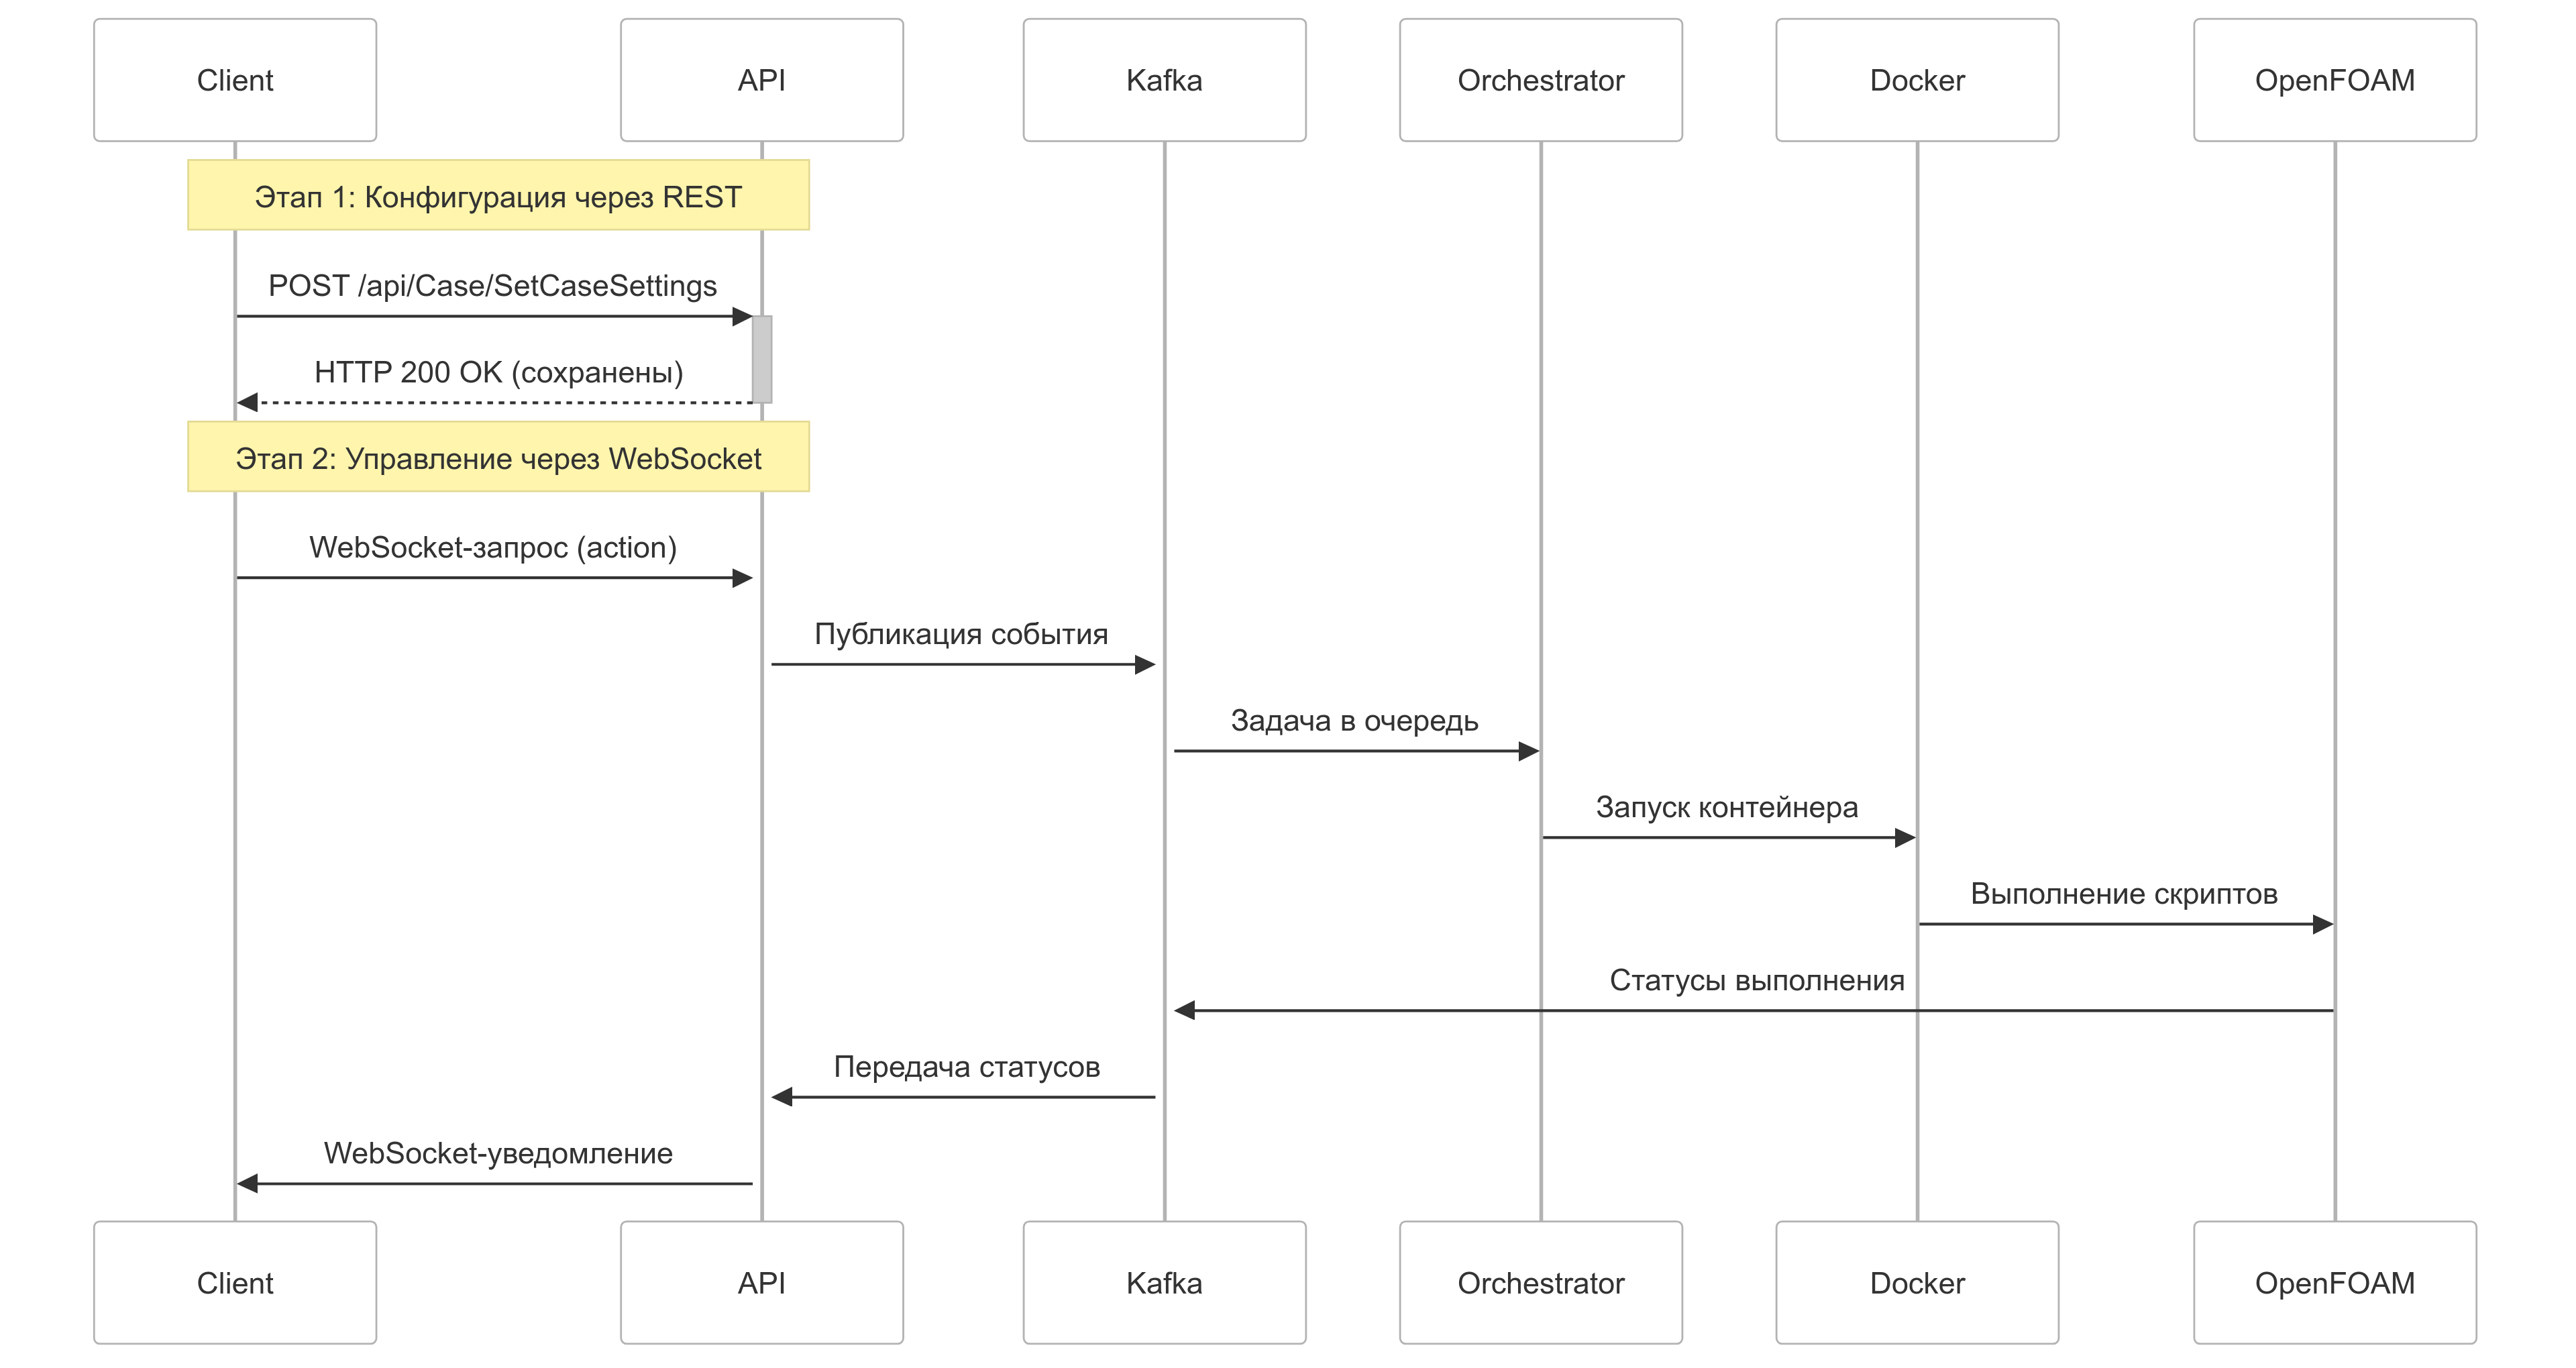 Client
API
Kafka
Orchestrator
Docker
OpenFOAM
Этап 1: Конфигурация через REST
POST /api/Case/SetCaseSettings
HTTP 200 OK (сохранены)
Этап 2: Управление через WebSocket
WebSocket-запрос (action)
Публикация события
Задача в очередь
Запуск контейнера
Выполнение скриптов
Статусы выполнения
Передача статусов
WebSocket-уведомление
Client
API
Kafka
Orchestrator
Docker
OpenFOAM